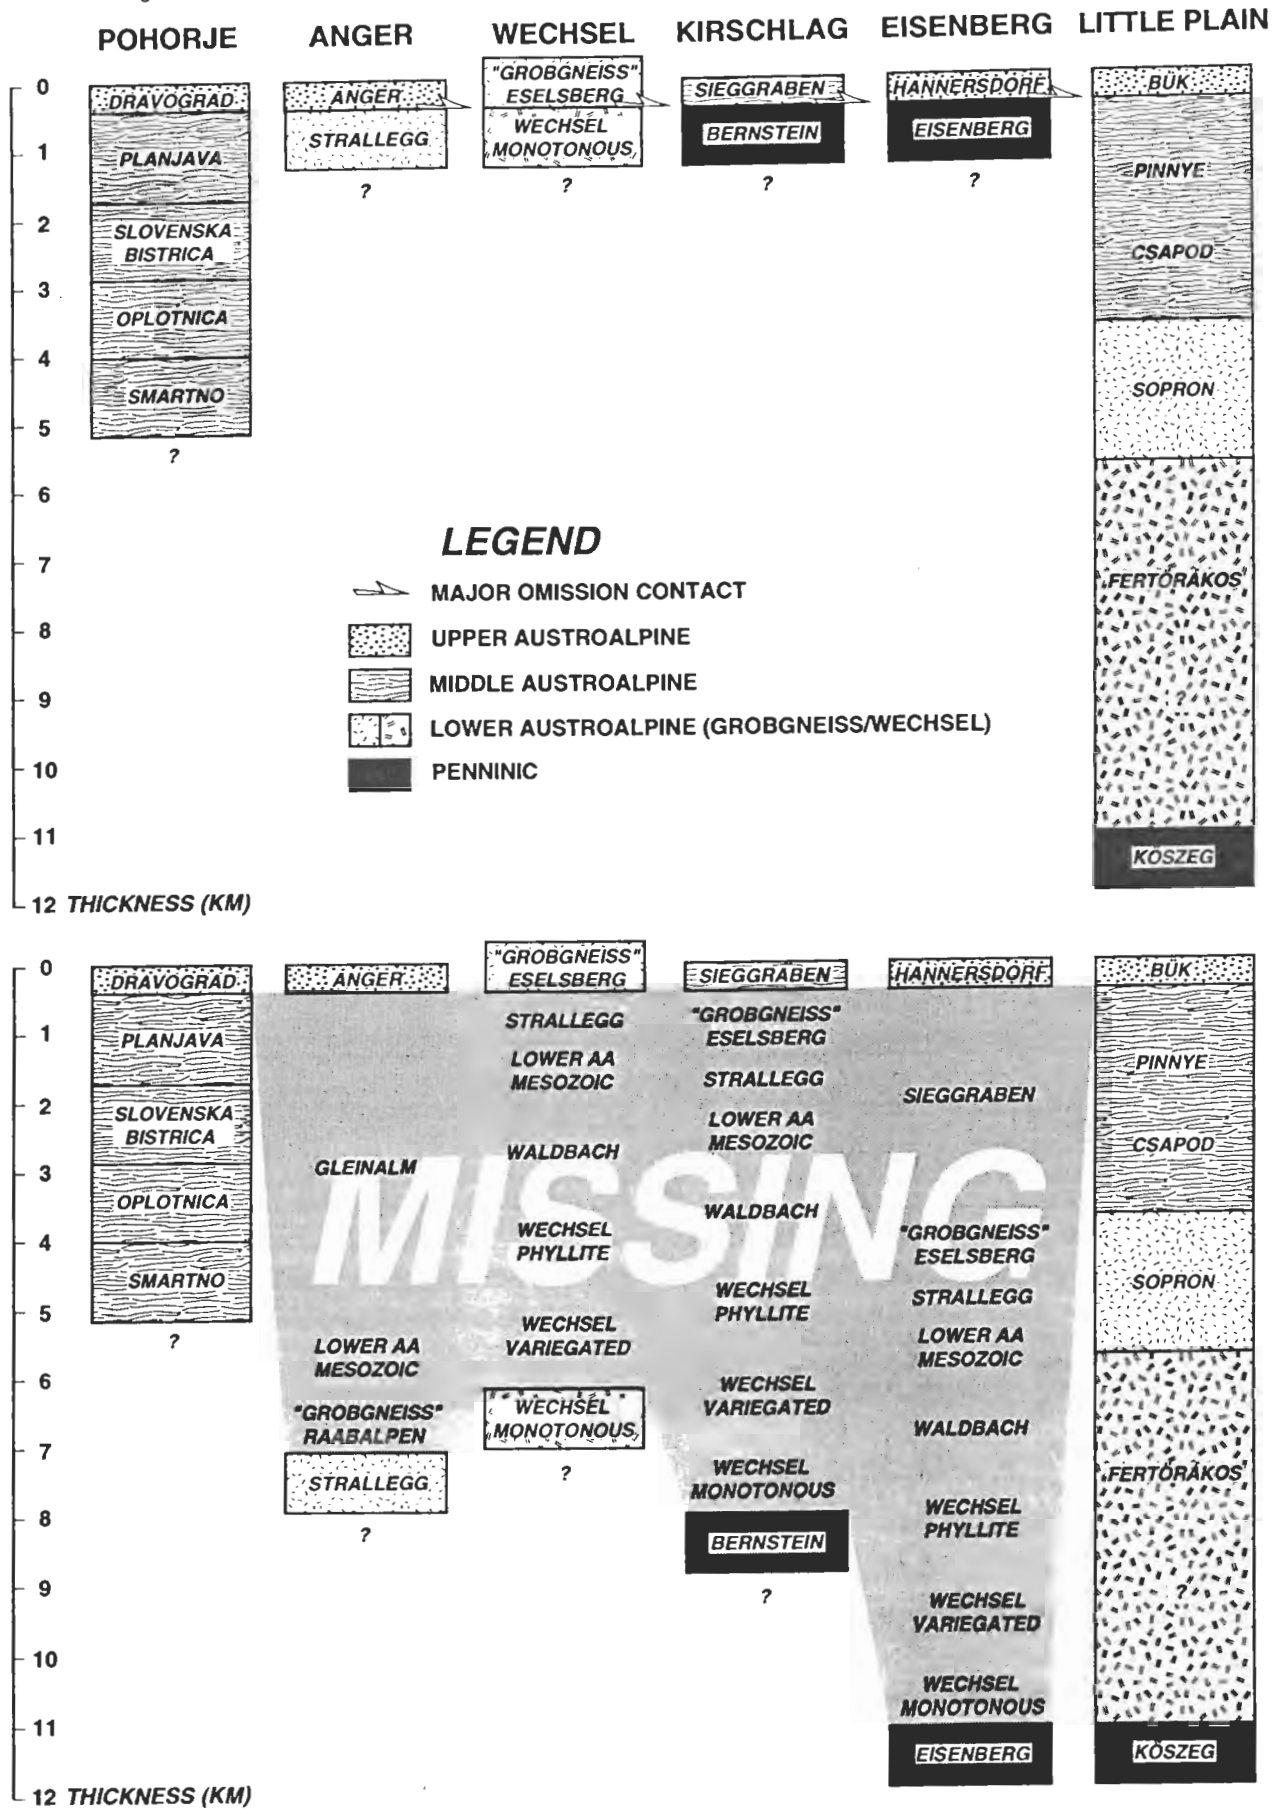 POHORJE ANGER WECHSEL KIRSCHLAG EISENBERG LITTLE PLAIN
0
1
2
3
4
5
6
7
8
9
10
11
12 THICKNESS (KM)
DRAVOGRAD
PLANJAVA
SLOVENSKA
BISTRICA
OPLOTNICA
SMARTNO
?
ANGER
STRALLEGG
?
"GROBGNEISS"
ESELSBERG
WECHSEL
MONOTONOUS
?
SIEGGRABEN
BERNSTEIN
?
HANNERSDORF
EISENBERG
?
BÜK
PINNYE
CSAPOD
SOPRON
FERTÖRÁKOS
?
KÖSZEG
LEGEND
MAJOR OMISSION CONTACT
UPPER AUSTROALPINE
MIDDLE AUSTROALPINE
LOWER AUSTROALPINE (GROBGNEISS/WECHSEL)
PENNINIC
0
1
2
3
4
5
6
7
8
9
10
11
12 THICKNESS (KM)
DRAVOGRAD
PLANJAVA
SLOVENSKA
BISTRICA
OPLOTNICA
SMARTNO
?
ANGER
GLEINALM
LOWER AA
MESOZOIC
"GROBGNEISS"
RAABALPEN
STRALLEGG
?
"GROBGNEISS"
ESELSBERG
STRALLEGG
LOWER AA
MESOZOIC
WALDBACH
WECHSEL
PHYLLITE
WECHSEL
VARIEGATED
WECHSEL
MONOTONOUS
?
MISSING
SIEGGRABEN
"GROBGNEISS"
ESELSBERG
STRALLEGG
LOWER AA
MESOZOIC
WALDBACH
WECHSEL
PHYLLITE
WECHSEL
VARIEGATED
WECHSEL
MONOTONOUS
BERNSTEIN
?
HANNERSDORF
SIEGGRABEN
"GROBGNEISS"
ESELSBERG
STRALLEGG
LOWER AA
MESOZOIC
WALDBACH
WECHSEL
PHYLLITE
WECHSEL
VARIEGATED
WECHSEL
MONOTONOUS
EISENBERG
BÜK
PINNYE
CSAPOD
SOPRON
FERTÖRÁKOS
?
KÖSZEG